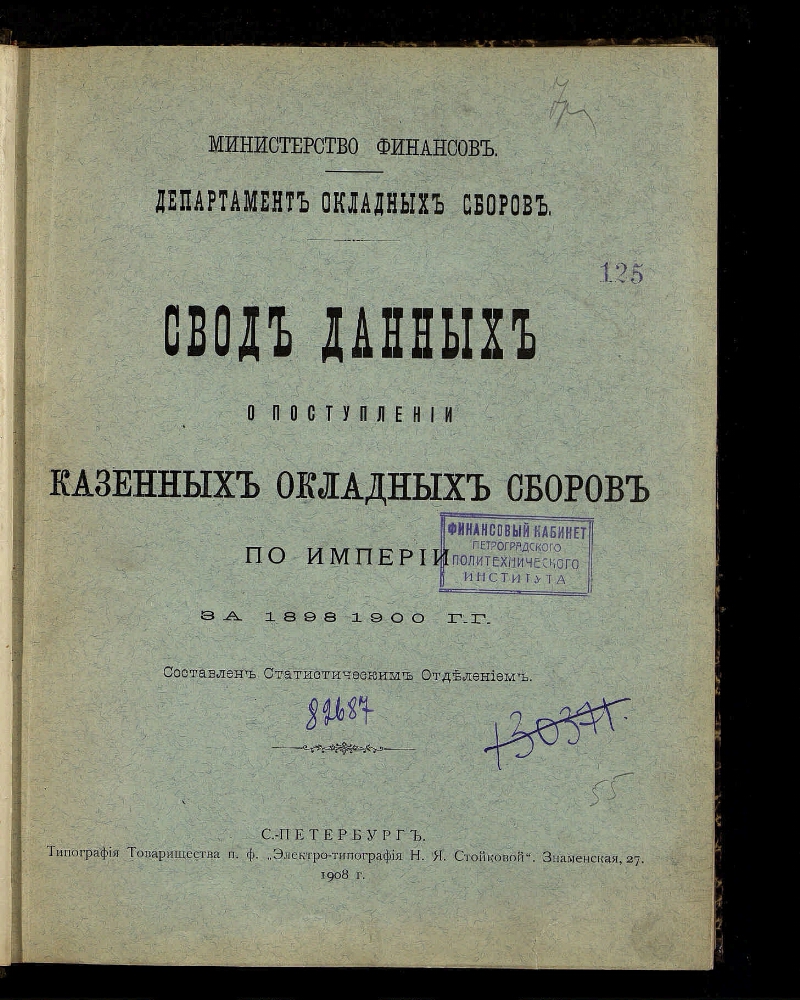 МИНИСТЕРСТВО ФИНАНСОВЪ.
ДЕПАРТАМЕНТЪ ОКЛАДНЫХЪ СБОРОВЪ.
125
СВОДЪ ДАННЫХЪ
О ПОСТУПЛЕНІИ
КАЗЕННЫХЪ ОКЛАДНЫХЪ СБОРОВЪ
ПО ИМПЕРІИ
ФИНАНСОВЫЙ КАБИНЕТ
ПЕТРОГРАДСКОГО
ПОЛИТЕХНИЧЕСКОГО
ИНСТИТУТА
ЗА 1898-1900 Г.Г.
Составленъ Статистическимъ Отдѣленіемъ.
82687
55
С.-ПЕТЕРБУРГЪ.
Типографія Товарищества п. ф. „Электро-типографія Н. Я. Стойковой“. Знаменская, 27.
1908 г.